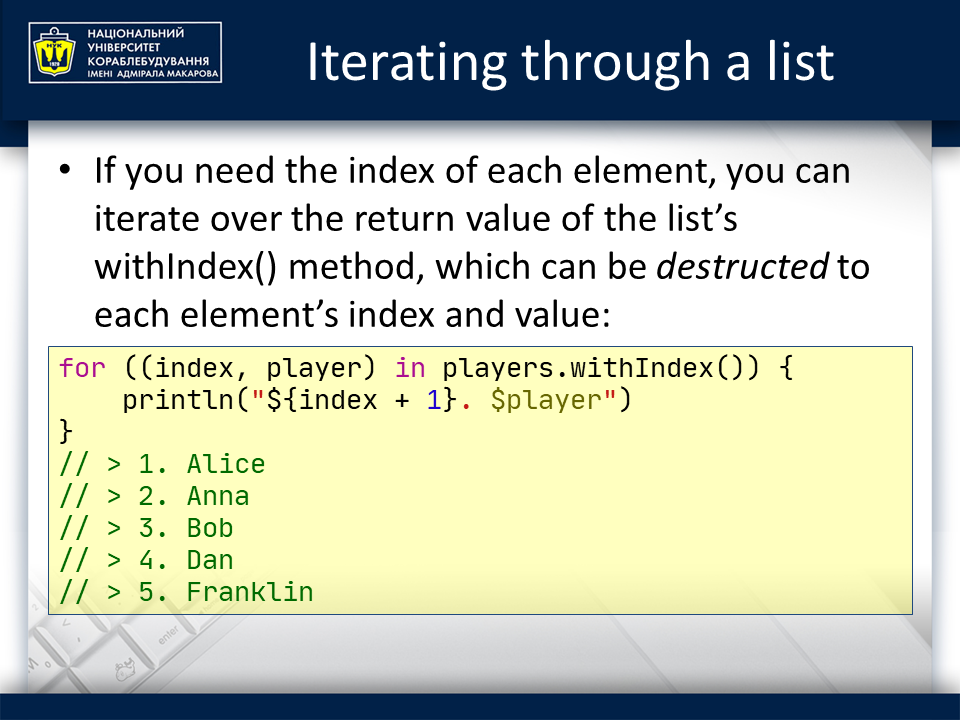 НАЦІОНАЛЬНИЙ
УНІВЕРСИТЕТ
КОРАБЛЕБУДУВАННЯ
ІМЕНІ АДМІРАЛА МАКАРОВА
НУК
1920
Iterating through a list
• If you need the index of each element, you can
iterate over the return value of the list’s
withIndex() method, which can be destructed to
each element’s index and value:
for ((index, player) in players.withIndex()) {
    println("${index + 1}. $player")
}
// > 1. Alice
// > 2. Anna
// > 3. Bob
// > 4. Dan
// > 5. Franklin
enter